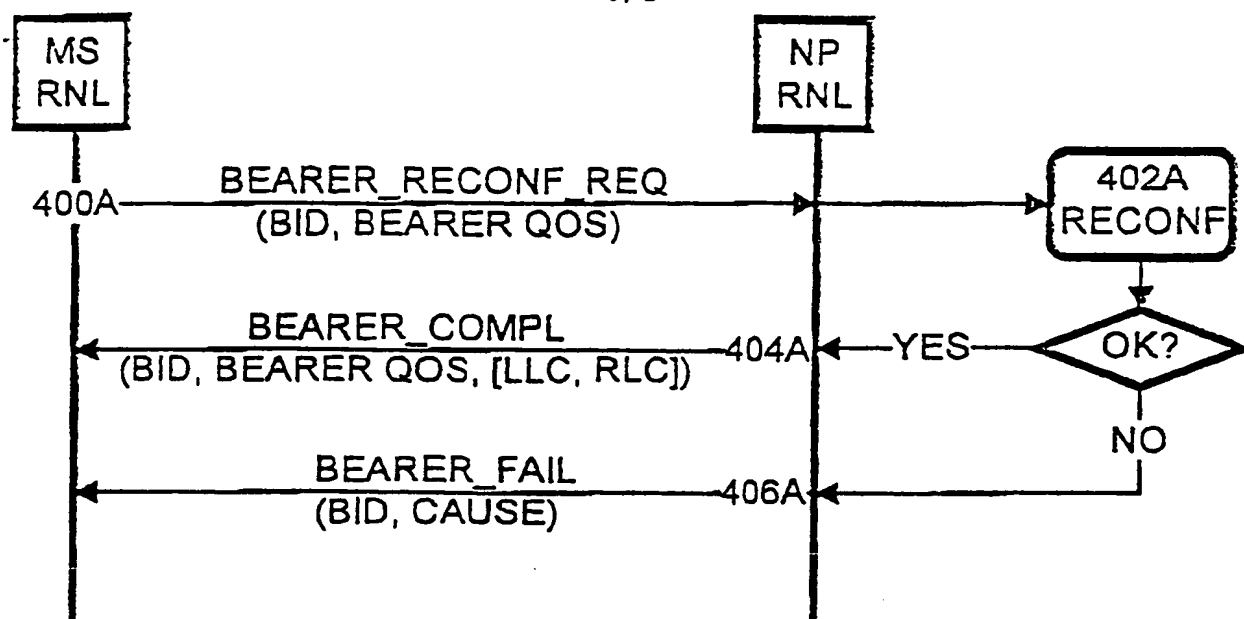 MS
RNL
NP
RNL
400A
BEARER_RECONF_REQ
(BID, BEARER QOS)
402A
RECONF
BEARER_COMPL
(BID, BEARER QOS, [LLC, RLC])
404A
YES
OK?
NO
BEARER_FAIL
(BID, CAUSE)
406A